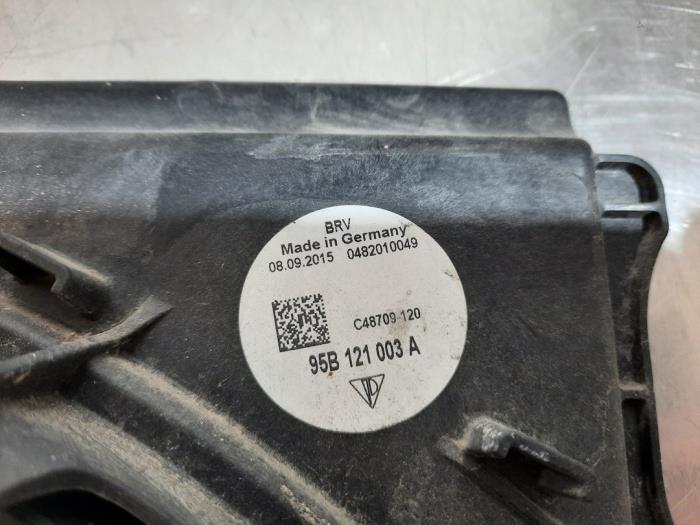 BRV
Made in Germany
08.09.2015 0482010049
C48709-120
95B 121 003 A